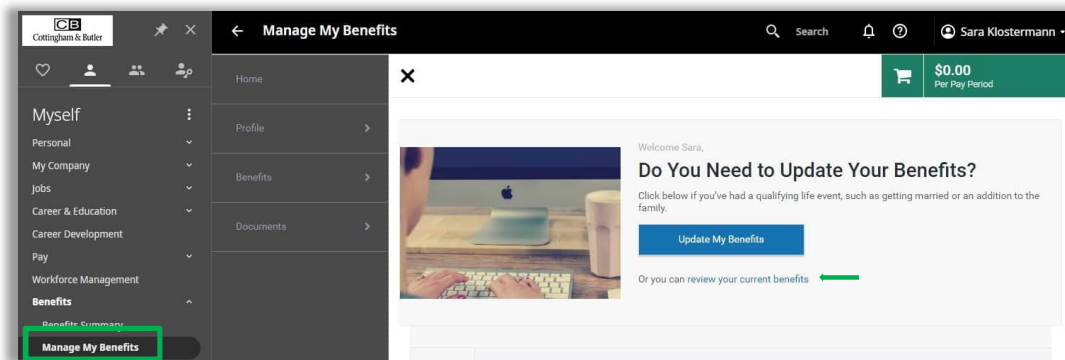 CB
Cottingham & Butler
Manage My Benefits
Search
Sara Klostermann
Myself
Personal
My Company
Jobs
Career & Education
Career Development
Pay
Workforce Management
Benefits
Benefits Summary
Manage My Benefits
Home
Profile
Benefits
Documents
$0.00
Per Pay Period
Welcome Sara,
Do You Need to Update Your Benefits?
Click below if you've had a qualifying life event, such as getting married or an addition to the
family.
Update My Benefits
Or you can review your current benefits